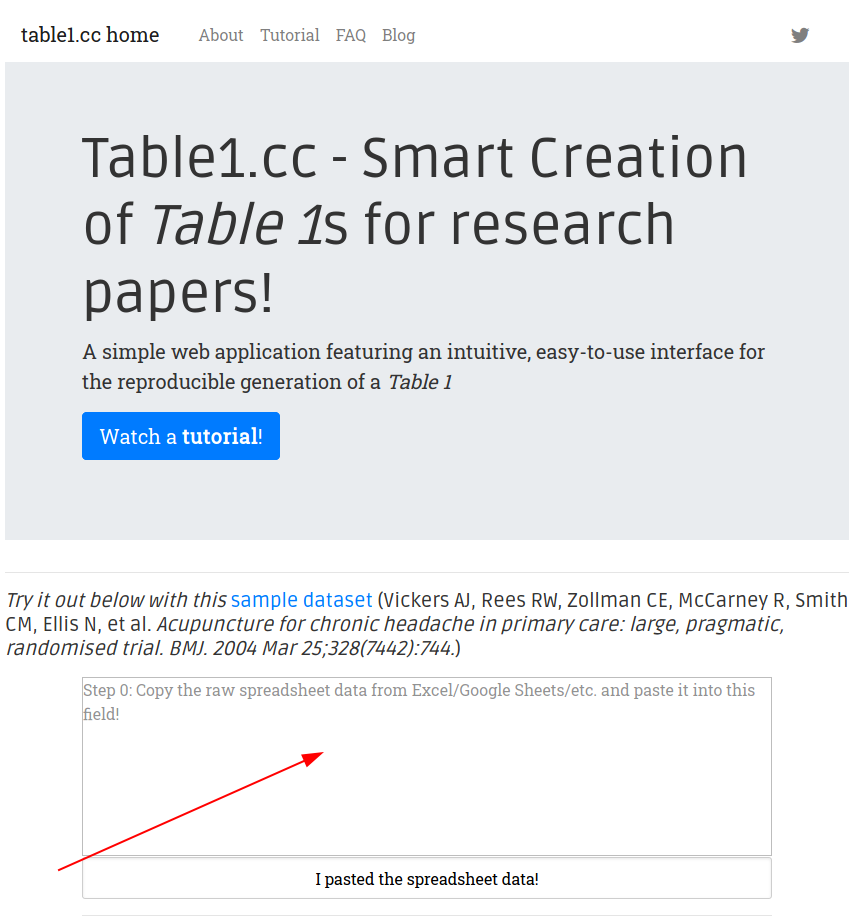 table1.cc home About Tutorial FAQ Blog
Table1.cc - Smart Creation
of Table 1s for research
papers!
A simple web application featuring an intuitive, easy-to-use interface for
the reproducible generation of a Table 1
Watch a tutorial!
Try it out below with this sample dataset (Vickers AJ, Rees RW, Zollman CE, McCarney R, Smith
CM, Ellis N, et al. Acupuncture for chronic headache in primary care: large, pragmatic,
randomised trial. BMJ. 2004 Mar 25;328(7442):744.)
Step 0: Copy the raw spreadsheet data from Excel/Google Sheets/etc. and paste it into this
field!
I pasted the spreadsheet data!